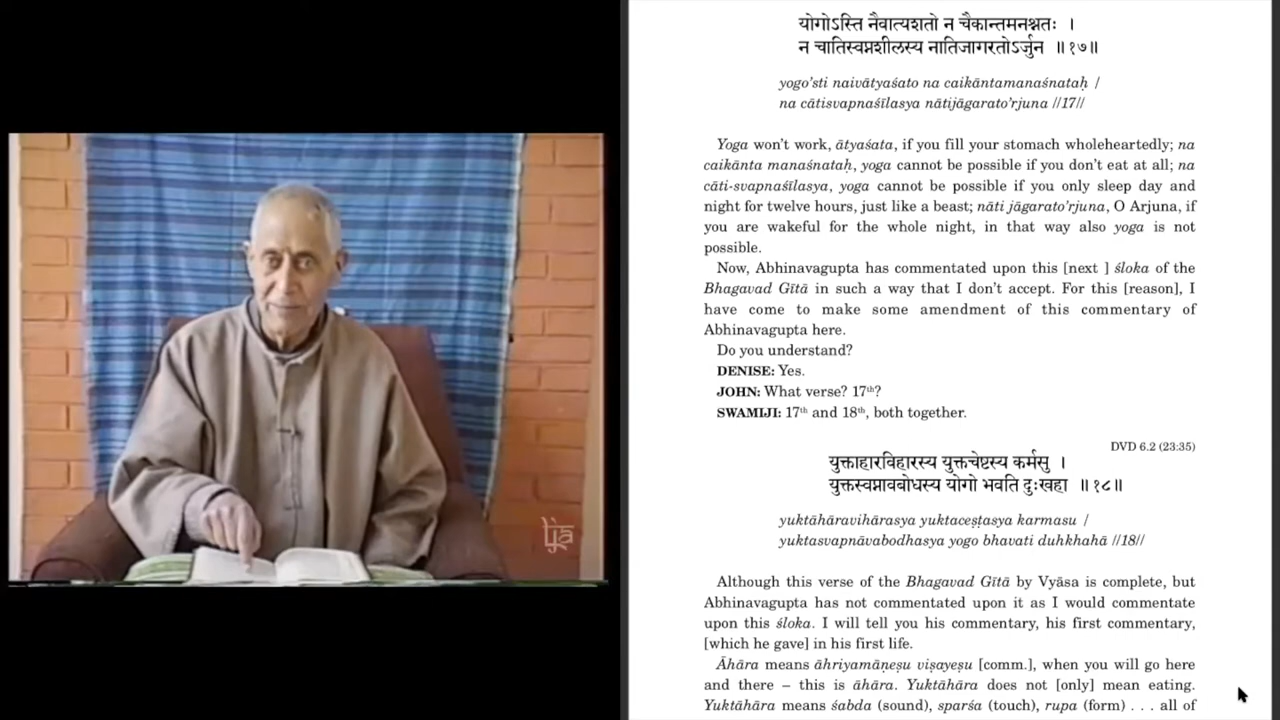 योगोऽस्ति नैवात्यशतो न चैकान्तमनश्नतः ।
न चातिस्वप्नशीलस्य नातिजागरतोऽर्जुन ॥१७॥
yogo’sti naivātyaśato na caikāntamanaśnataḥ /
na cātisvapnaśīlasya nātijāgarato’rjuna //17//
Yoga won’t work, ātyaśata, if you fill your stomach wholeheartedly; na
caikānta manaśnataḥ, yoga cannot be possible if you don’t eat at all; na
cāti-svapnaśīlasya, yoga cannot be possible if you only sleep day and
night for twelve hours, just like a beast; nāti jāgarato’rjuna, O Arjuna, if
you are wakeful for the whole night, in that way also yoga is not
possible.
Now, Abhinavagupta has commentated upon this [next ] śloka of the
Bhagavad Gītā in such a way that I don’t accept. For this [reason], I
have come to make some amendment of this commentary of
Abhinavagupta here.
Do you understand?
DENISE: Yes.
JOHN: What verse? 17th?
SWAMIJI: 17th and 18th, both together.
DVD 6.2 (23:35)
युक्ताहारविहारस्य युक्तचेष्टस्य कर्मसु ।
युक्तस्वप्नावबोधस्य योगो भवति दुःखहा ॥१८॥
yuktāhāravihārasya yuktaceṣṭasya karmasu /
yuktasvapnāvabodhasya yogo bhavati duhkhahā //18//
Although this verse of the Bhagavad Gītā by Vyāsa is complete, but
Abhinavagupta has not commentated upon it as I would commentate
upon this śloka. I will tell you his commentary, his first commentary,
[which he gave] in his first life.
Āhāra means āhriyamāṇeṣu viṣayeṣu [comm.], when you will go here
and there – this is āhāra. Yuktāhāra does not [only] mean eating.
Yuktāhāra means śabda (sound), sparśa (touch), rupa (form) . . . all of